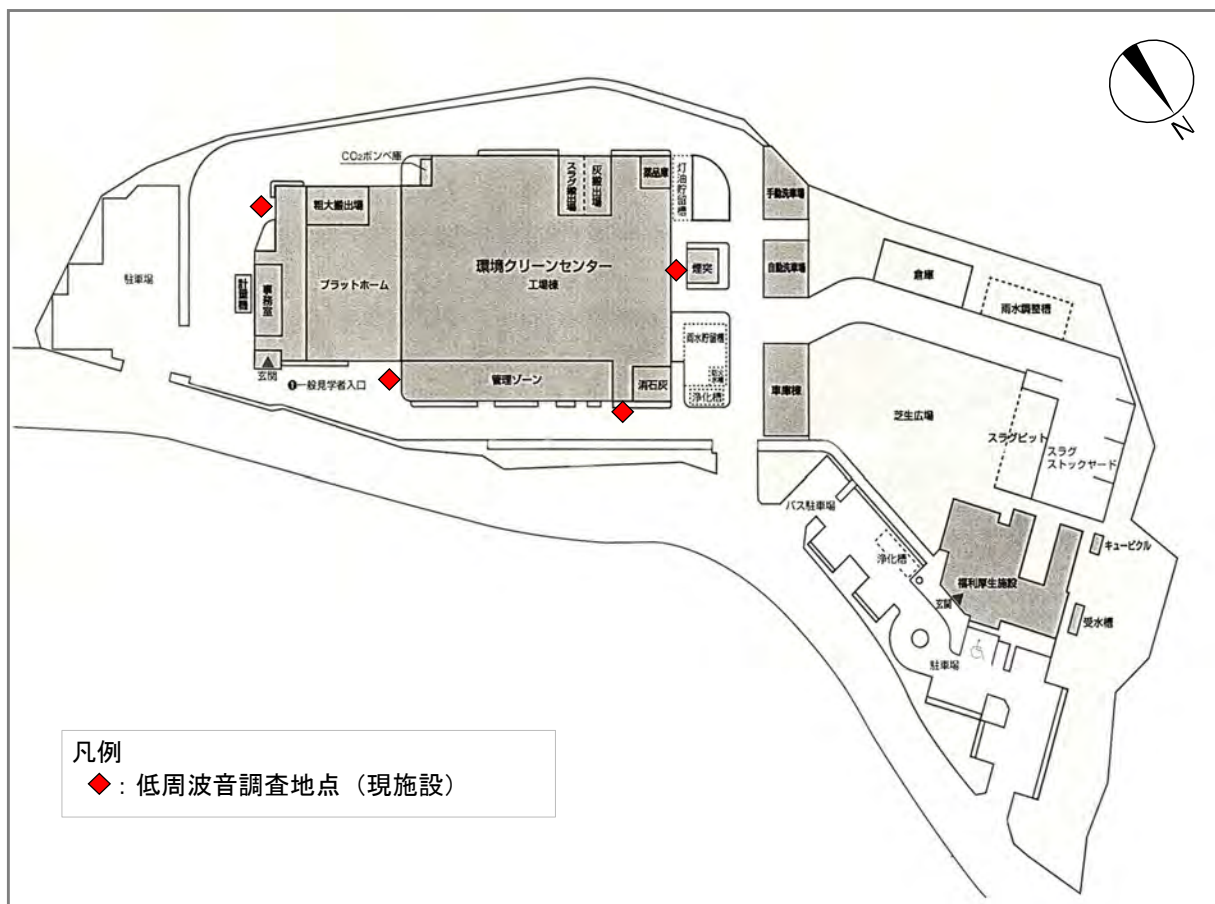 N
CO₂ボンベ庫
粗大搬出場
スラグ搬出場
灰搬出場
薬品庫
灯油貯留槽
手動洗車場
駐車場
計量機
事務室
プラットホーム
環境クリーンセンター
工場棟
煙突
自動洗車場
倉庫
雨水調整槽
玄関
❶一般見学者入口
管理ゾーン
消石灰
雨水貯留槽
浄化槽
車庫棟
芝生広場
スラグピット
スラグ
ストックヤード
バス駐車場
浄化槽
キュービクル
福利厚生施設
玄関
受水槽
駐車場
凡例
：低周波音調査地点（現施設）